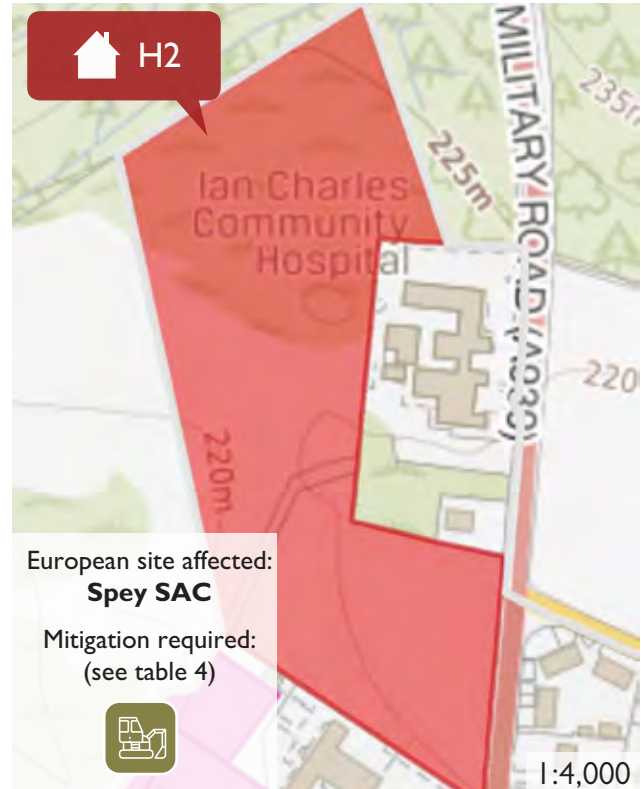 H2
MILITARY ROAD (A939)
235m
225m
Ian Charles
Community
Hospital
220
220m
European site affected:
Spey SAC
Mitigation required:
(see table 4)
1:4,000